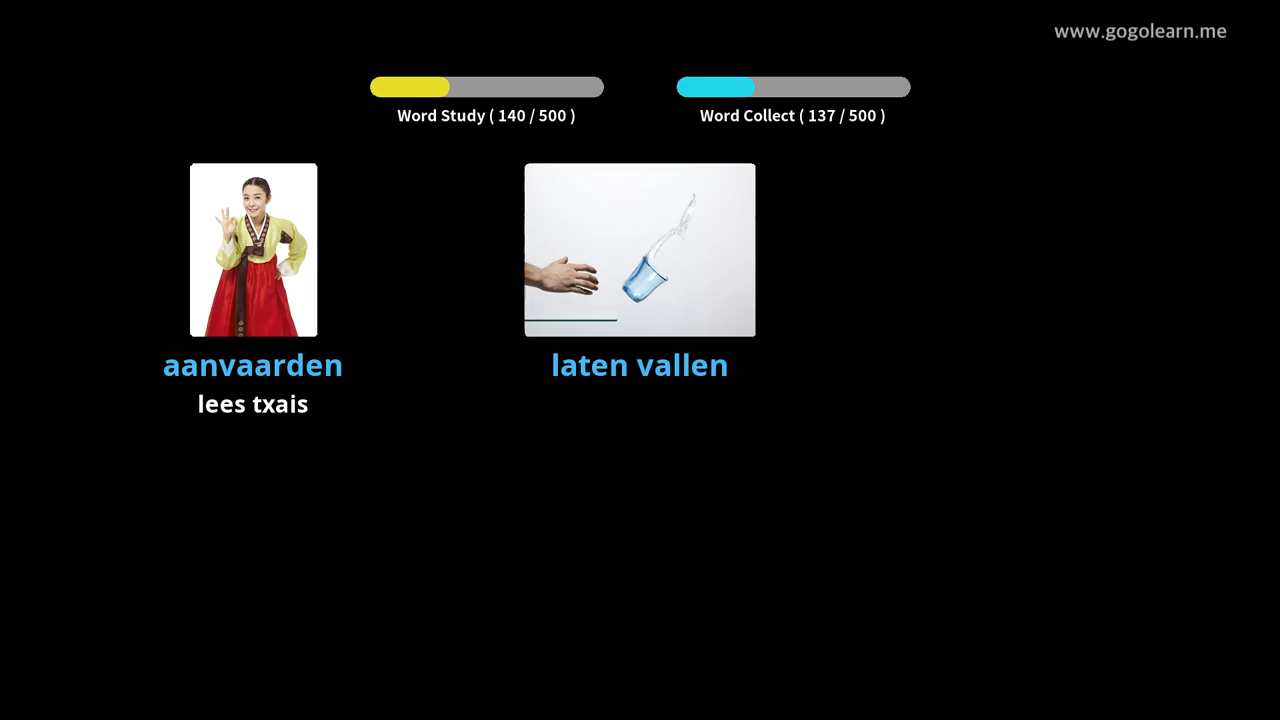 www.gogolearn.me
Word Study ( 140 / 500 )
Word Collect ( 137 / 500 )
aanvaarden
laten vallen
lees txais